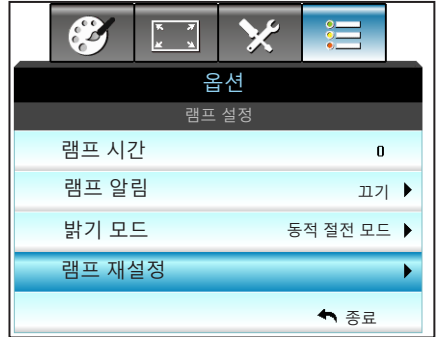 옵션
램프 설정
램프 시간 0
램프 알림 끄기
밝기 모드 동적 절전 모드
램프 재설정
종료